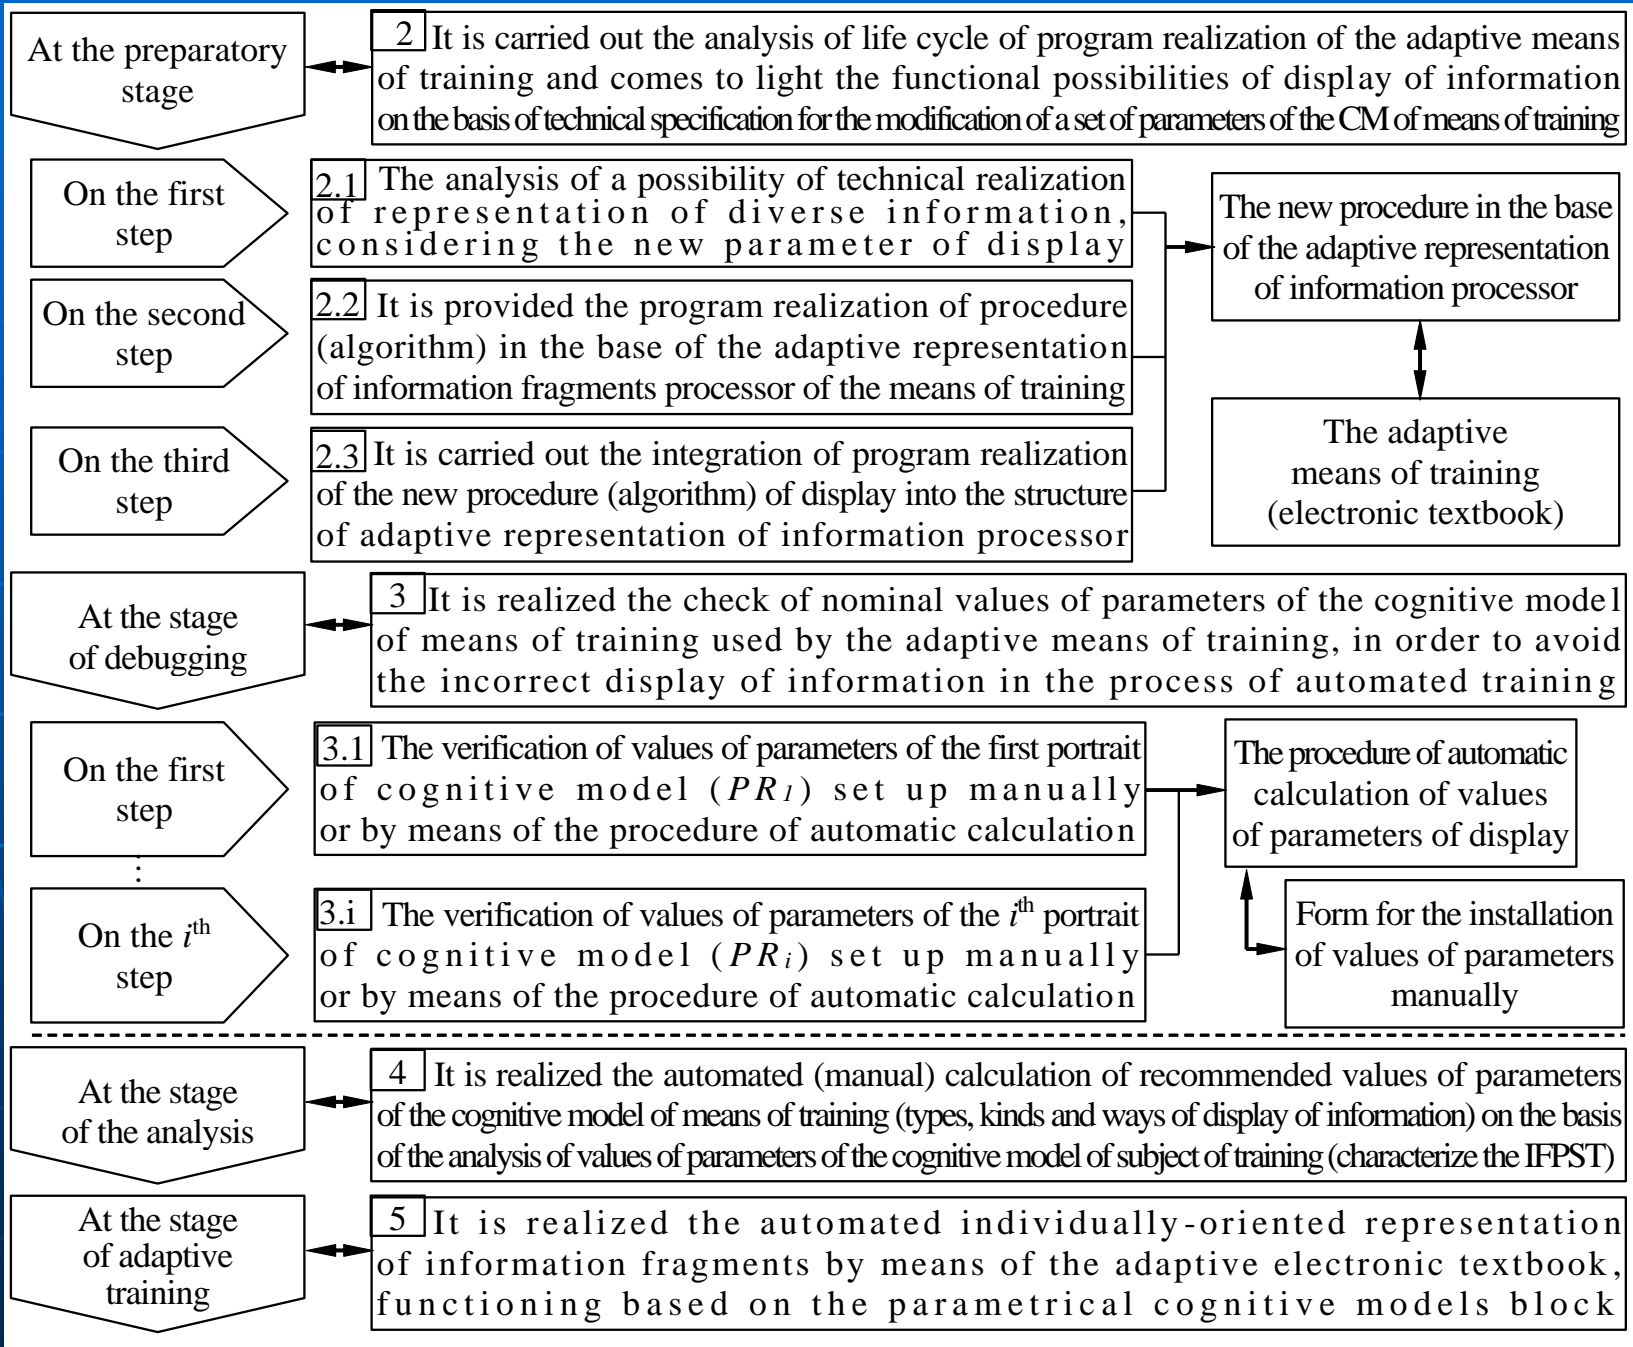 At the preparatory
stage
2 It is carried out the analysis of life cycle of program realization of the adaptive means
of training and comes to light the functional possibilities of display of information
on the basis of technical specification for the modification of a set of parameters of the CM of means of training
On the first
step
2.1 The analysis of a possibility of technical realization
of representation of diverse information,
considering the new parameter of display
The new procedure in the base
of the adaptive representation
of information processor
On the second
step
2.2 It is provided the program realization of procedure
(algorithm) in the base of the adaptive representation
of information fragments processor of the means of training
The adaptive
means of training
(electronic textbook)
On the third
step
2.3 It is carried out the integration of program realization
of the new procedure (algorithm) of display into the structure
of adaptive representation of information processor
At the stage
of debugging
3 It is realized the check of nominal values of parameters of the cognitive model
of means of training used by the adaptive means of training, in order to avoid
the incorrect display of information in the process of automated training
On the first
step
3.1 The verification of values of parameters of the first portrait
of cognitive model (PR1) set up manually
or by means of the procedure of automatic calculation
The procedure of automatic
calculation of values
of parameters of display
⋮
On the ith
step
3.i The verification of values of parameters of the ith portrait
of cognitive model (PRi) set up manually
or by means of the procedure of automatic calculation
Form for the installation
of values of parameters
manually
At the stage
of the analysis
4 It is realized the automated (manual) calculation of recommended values of parameters
of the cognitive model of means of training (types, kinds and ways of display of information) on the basis
of the analysis of values of parameters of the cognitive model of subject of training (characterize the IFPST)
At the stage
of adaptive
training
5 It is realized the automated individually-oriented representation
of information fragments by means of the adaptive electronic textbook,
functioning based on the parametrical cognitive models block